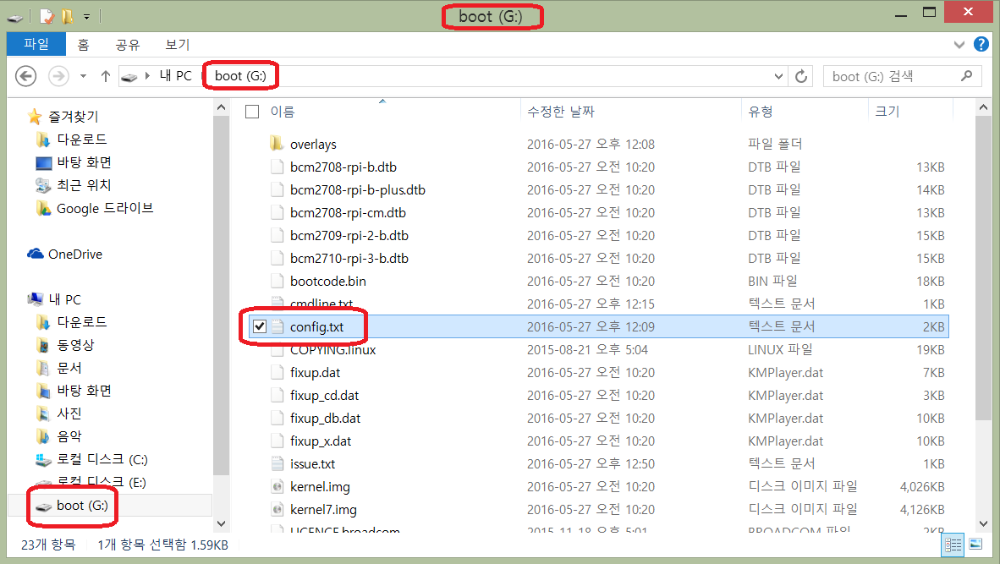 boot (G:)
파일 홈 공유 보기
내 PC boot (G:) boot (G:) 검색
즐겨찾기
다운로드
바탕 화면
최근 위치
Google 드라이브
OneDrive
내 PC
다운로드
동영상
문서
바탕 화면
사진
음악
로컬 디스크 (C:)
로컬 디스크 (E:)
boot (G:)
이름 수정한 날짜 유형 크기
overlays 2016-05-27 오후 12:08 파일 폴더
bcm2708-rpi-b.dtb 2016-05-27 오전 10:20 DTB 파일 13KB
bcm2708-rpi-b-plus.dtb 2016-05-27 오전 10:20 DTB 파일 14KB
bcm2708-rpi-cm.dtb 2016-05-27 오전 10:20 DTB 파일 13KB
bcm2709-rpi-2-b.dtb 2016-05-27 오전 10:20 DTB 파일 15KB
bcm2710-rpi-3-b.dtb 2016-05-27 오전 10:20 DTB 파일 15KB
bootcode.bin 2016-05-27 오전 10:20 BIN 파일 18KB
cmdline.txt 2016-05-27 오후 12:15 텍스트 문서 1KB
config.txt 2016-05-27 오후 12:09 텍스트 문서 2KB
COPYING.linux 2015-08-21 오후 5:04 LINUX 파일 19KB
fixup.dat 2016-05-27 오전 10:20 KMPlayer.dat 7KB
fixup_cd.dat 2016-05-27 오전 10:20 KMPlayer.dat 3KB
fixup_db.dat 2016-05-27 오전 10:20 KMPlayer.dat 10KB
fixup_x.dat 2016-05-27 오전 10:20 KMPlayer.dat 10KB
issue.txt 2016-05-27 오후 12:50 텍스트 문서 1KB
kernel.img 2016-05-27 오전 10:20 디스크 이미지 파일 4,026KB
kernel7.img 2016-05-27 오전 10:20 디스크 이미지 파일 4,126KB
LICENCE.broadcom 2015-11-18 오후 5:01 BROADCOM 파일 2KB
23개 항목 1개 항목 선택함 1.59KB